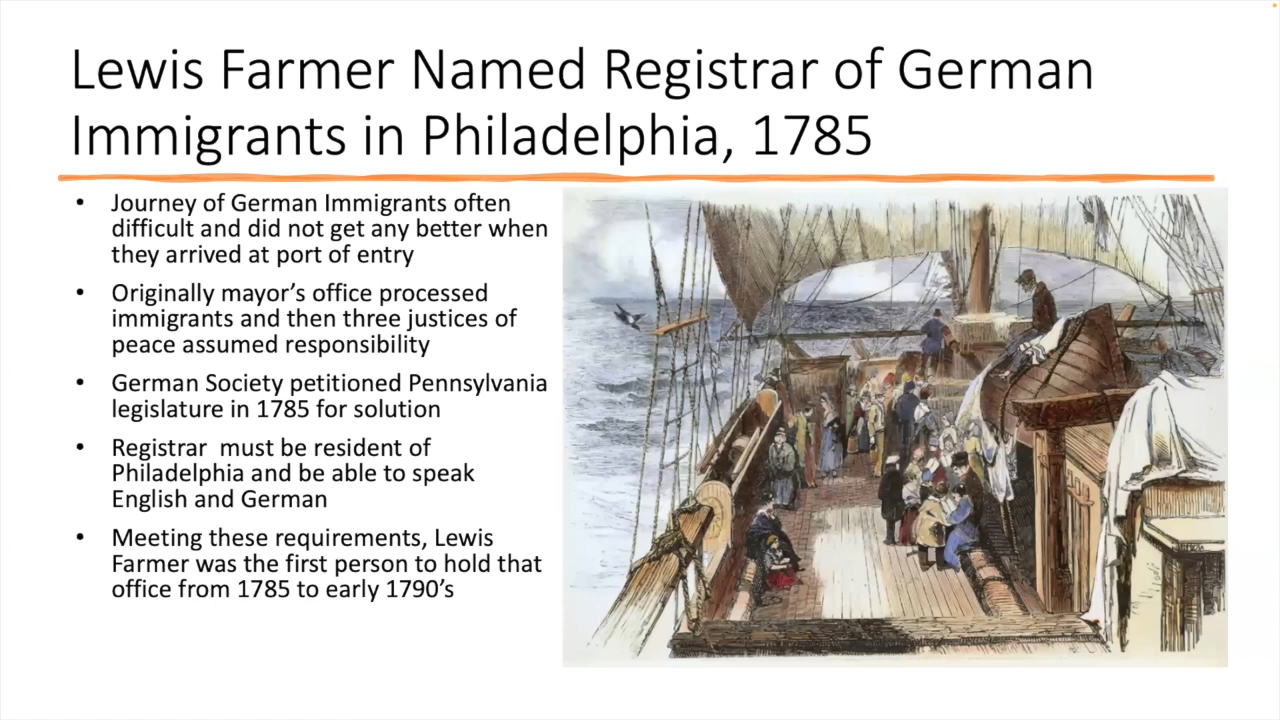 Lewis Farmer Named Registrar of German
Immigrants in Philadelphia, 1785
• Journey of German Immigrants often
difficult and did not get any better when
they arrived at port of entry
• Originally mayor’s office processed
immigrants and then three justices of
peace assumed responsibility
• German Society petitioned Pennsylvania
legislature in 1785 for solution
• Registrar  must be resident of
Philadelphia and be able to speak
English and German
• Meeting these requirements, Lewis
Farmer was the first person to hold that
office from 1785 to early 1790’s